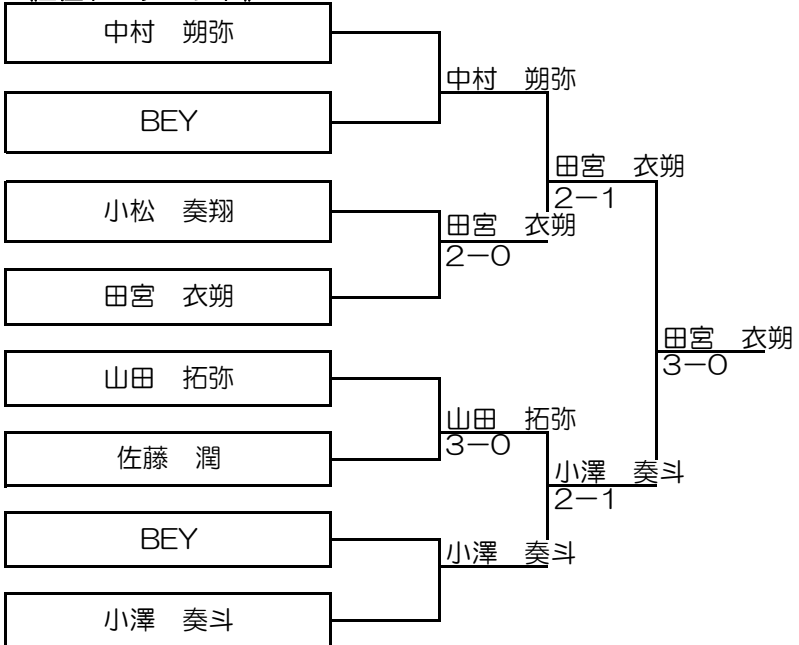 中村　朔弥
BEY
小松　奏翔
田宮　衣朔
山田　拓弥
佐藤　潤
BEY
小澤　奏斗
中村　朔弥
田宮　衣朔
2－0
山田　拓弥
3－0
小澤　奏斗
田宮　衣朔
2－1
小澤　奏斗
2－1
田宮　衣朔
3－0